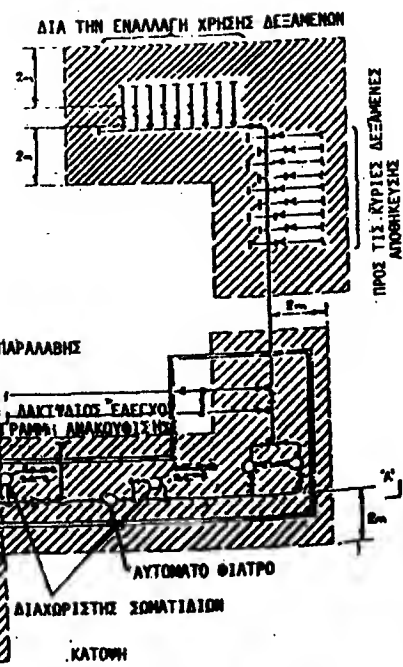 ΔΙΑ ΤΗΝ ΕΝΑΛΛΑΓΗ ΧΡΗΣΗΣ ΔΕΞΑΜΕΝΩΝ
2m
2m
ΠΡΟΣ ΤΙΣ ΚΥΡΙΕΣ ΔΕΞΑΜΕΝΕΣ
ΑΠΟΘΗΚΕΥΣΗΣ
2m
ΠΑΡΑΛΑΒΗΣ
ΔΑΚΤΥΛΙΟΣ ΕΛΕΓΧΟΥ
ΓΡΑΜΜΗ ΑΝΑΚΟΥΦΙΣΗΣ
'Α'
2m
ΑΥΤΟΜΑΤΟ ΦΙΛΤΡΟ
ΔΙΑΧΩΡΙΣΤΗΣ ΣΩΜΑΤΙΔΙΩΝ
ΚΑΤΟΨΗ